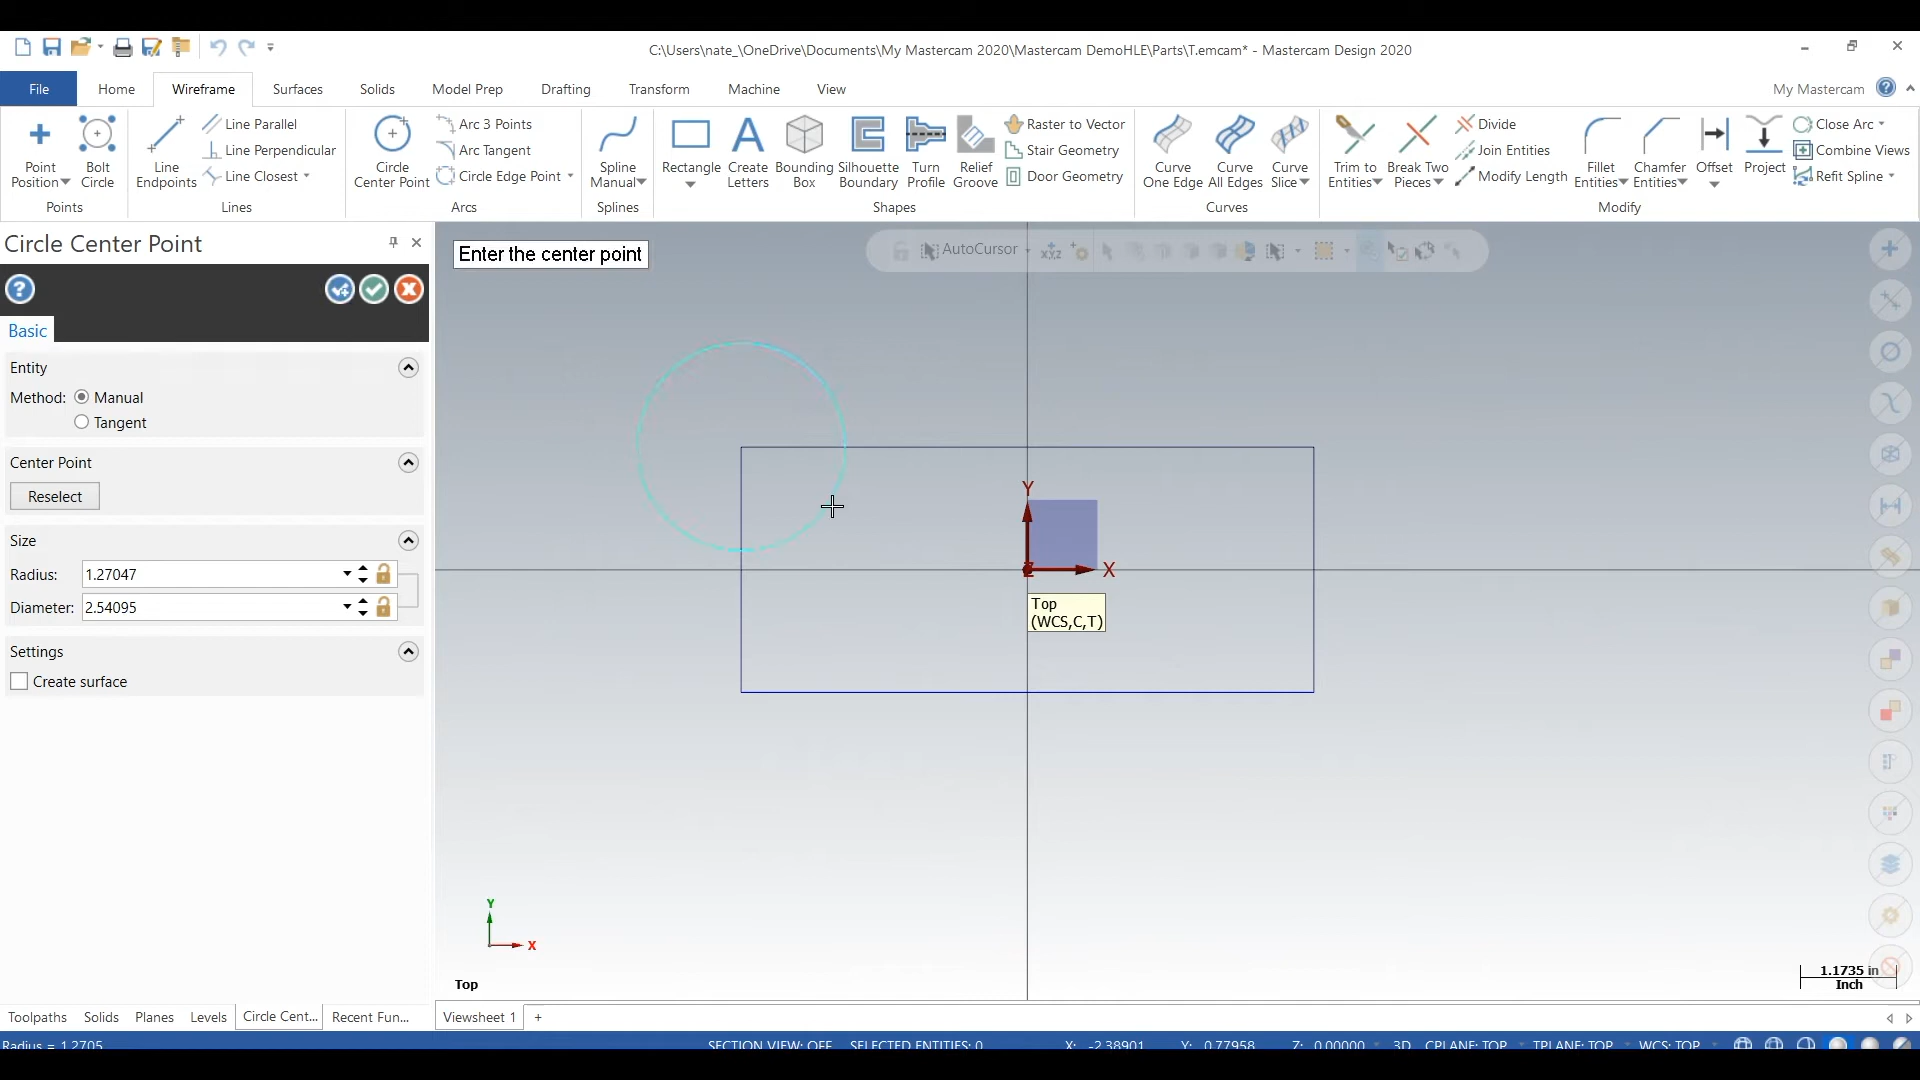 C:\Users\nate_\OneDrive\Documents\My Mastercam 2020\Mastercam DemoHLE\Parts\T.emcam* - Mastercam Design 2020
File
Home
Wireframe
Surfaces
Solids
Model Prep
Drafting
Transform
Machine
View
My Mastercam
Point
Position
Bolt
Circle
Points
Line
Endpoints
Line Parallel
Line Perpendicular
Line Closest
Lines
Circle
Center Point
Arc 3 Points
Arc Tangent
Circle Edge Point
Arcs
Spline
Manual
Splines
Rectangle
Create
Letters
Bounding
Box
Silhouette
Boundary
Turn
Profile
Relief
Groove
Raster to Vector
Stair Geometry
Door Geometry
Shapes
Curve
One Edge
Curve
All Edges
Curve
Slice
Curves
Trim to
Entities
Break Two
Pieces
Divide
Join Entities
Modify Length
Fillet
Entities
Chamfer
Entities
Offset
Project
Close Arc
Combine Views
Refit Spline
Modify
Circle Center Point
Basic
Entity
Method:
Manual
Tangent
Center Point
Reselect
Size
Radius:
1.27047
Diameter:
2.54095
Settings
Create surface
Enter the center point
AutoCursor
Y
X
Z
Top
(WCS,C,T)
Y
X
Top
1.1735 in
Inch
Toolpaths
Solids
Planes
Levels
Circle Cent...
Recent Fun...
Viewsheet 1
+
Radius = 1.2705
SECTION VIEW: OFF
SELECTED ENTITIES: 0
X: -2.38901
Y: 0.77958
Z: 0.00000
3D
CPLANE: TOP
TPLANE: TOP
WCS: TOP